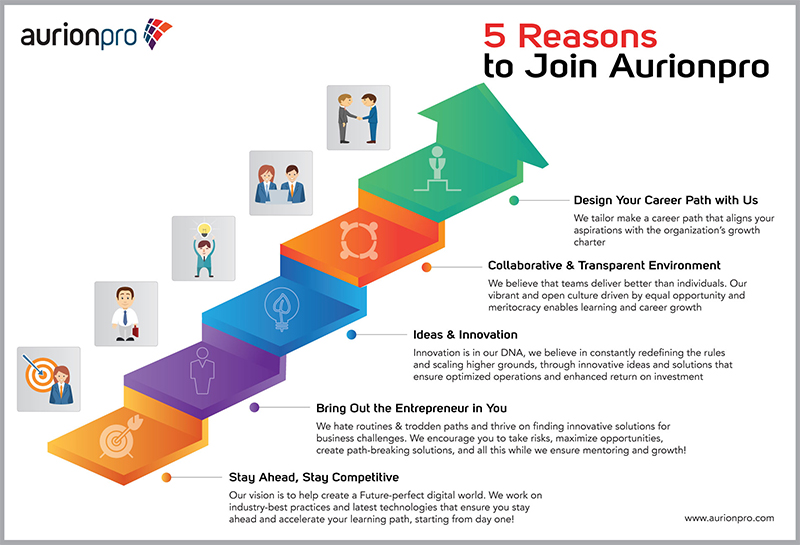 aurionpro
5 Reasons
to Join Aurionpro
Design Your Career Path with Us
We tailor make a career path that aligns your
aspirations with the organization's growth
charter
Collaborative & Transparent Environment
We believe that teams deliver better than individuals. Our
vibrant and open culture driven by equal opportunity and
meritocracy enables learning and career growth
Ideas & Innovation
Innovation is in our DNA, we believe in constantly redefining the rules
and scaling higher grounds, through innovative ideas and solutions that
ensure optimized operations and enhanced return on investment
Bring Out the Entrepreneur in You
We hate routines & trodden paths and thrive on finding innovative solutions for
business challenges. We encourage you to take risks, maximize opportunities,
create path-breaking solutions, and all this while we ensure mentoring and growth!
Stay Ahead, Stay Competitive
Our vision is to help create a Future-perfect digital world. We work on
industry-best practices and latest technologies that ensure you stay
ahead and accelerate your learning path, starting from day one!
www.aurionpro.com